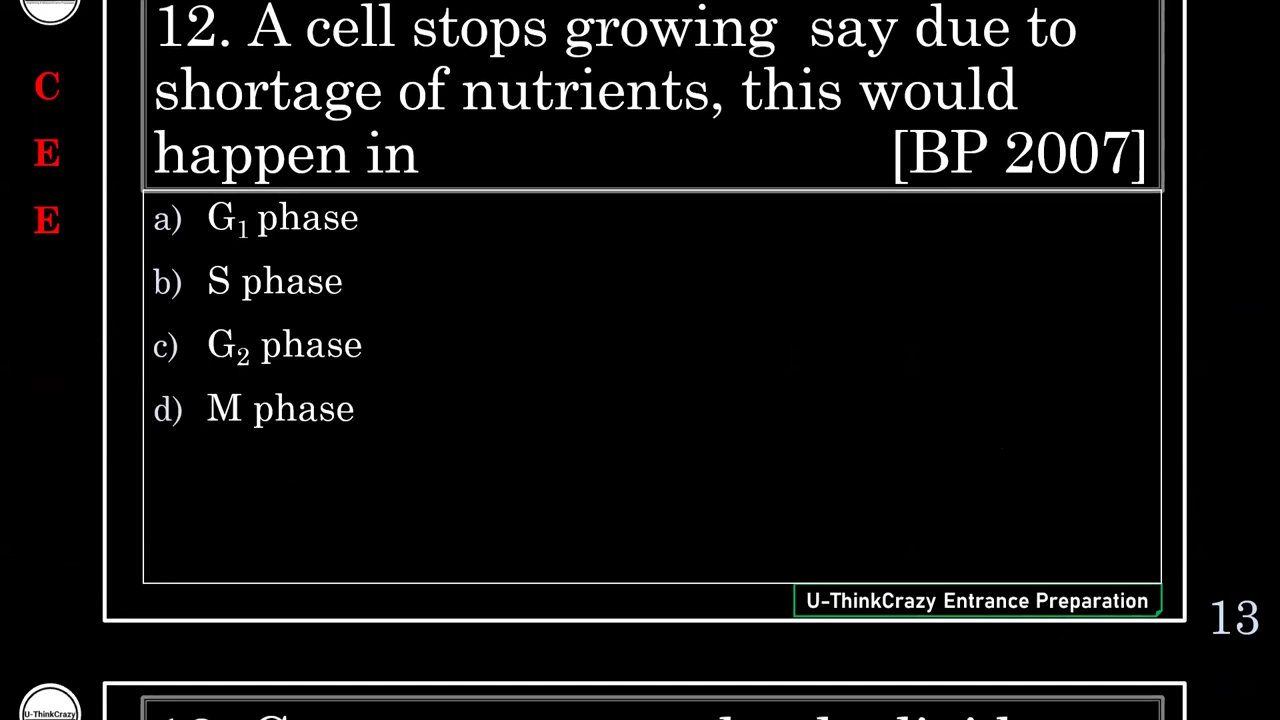 12. A cell stops growing say due to
shortage of nutrients, this would
happen in [BP 2007]
C
E
E
a) G₁ phase
b) S phase
c) G₂ phase
d) M phase
U-ThinkCrazy Entrance Preparation
13
U-ThinkCrazy